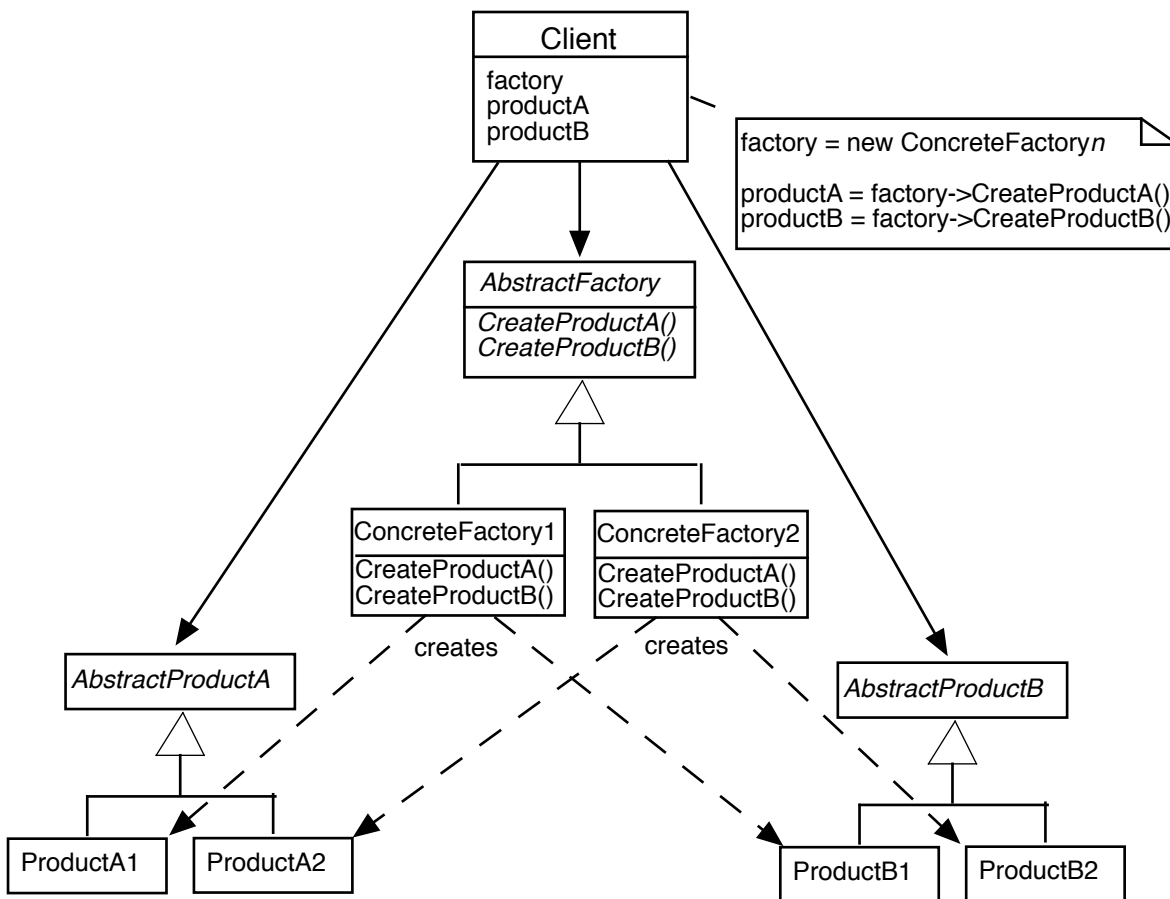 Client
factory
productA
productB
factory = new ConcreteFactoryn
productA = factory->CreateProductA()
productB = factory->CreateProductB()
AbstractFactory
CreateProductA()
CreateProductB()
ConcreteFactory1
CreateProductA()
CreateProductB()
ConcreteFactory2
CreateProductA()
CreateProductB()
creates
creates
AbstractProductA
AbstractProductB
ProductA1
ProductA2
ProductB1
ProductB2